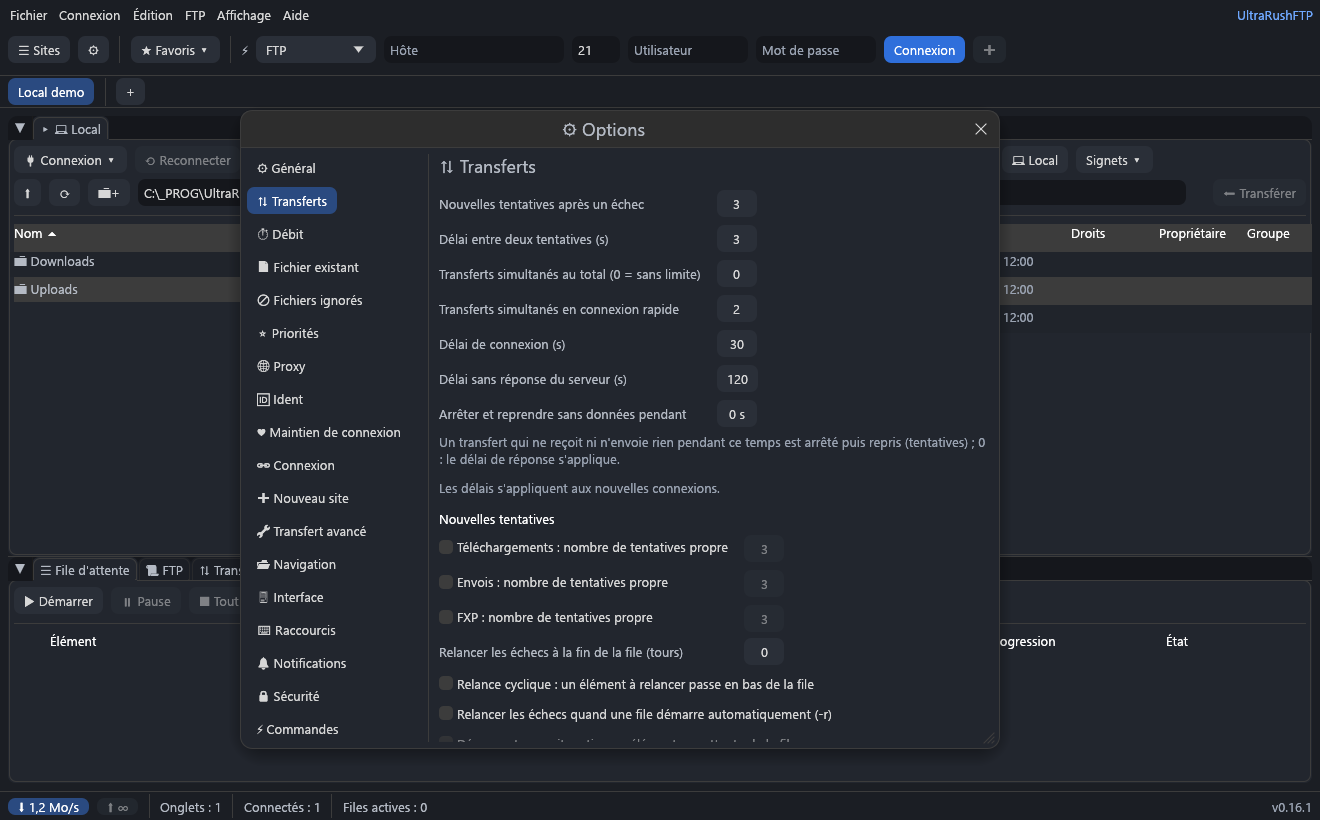 Fichier Connexion Édition FTP Affichage Aide UltraRushFTP
Sites Favoris FTP Hôte 21 Utilisateur Mot de passe Connexion +
Local demo +
Local
Connexion Reconnecter Local Signets
C:\_PROG\UltraR Transférer
Nom Droits Propriétaire Groupe
Downloads 12:00
Uploads 12:00
12:00
Options
Général
Transferts
Débit
Fichier existant
Fichiers ignorés
Priorités
Proxy
Ident
Maintien de connexion
Connexion
Nouveau site
Transfert avancé
Navigation
Interface
Raccourcis
Notifications
Sécurité
Commandes
Transferts
Nouvelles tentatives après un échec 3
Délai entre deux tentatives (s) 3
Transferts simultanés au total (0 = sans limite) 0
Transferts simultanés en connexion rapide 2
Délai de connexion (s) 30
Délai sans réponse du serveur (s) 120
Arrêter et reprendre sans données pendant 0 s
Un transfert qui ne reçoit ni n'envoie rien pendant ce temps est arrêté puis repris (tentatives) ; 0
: le délai de réponse s'applique.
Les délais s'appliquent aux nouvelles connexions.
Nouvelles tentatives
Téléchargements : nombre de tentatives propre 3
Envois : nombre de tentatives propre 3
FXP : nombre de tentatives propre 3
Relancer les échecs à la fin de la file (tours) 0
Relance cyclique : un élément à relancer passe en bas de la file
Relancer les échecs quand une file démarre automatiquement (-r)
File d'attente FTP Trans
Démarrer Pause Tout
Élément ogression État
1,2 Mo/s ∞ Onglets : 1 Connectés : 1 Files actives : 0 v0.16.1